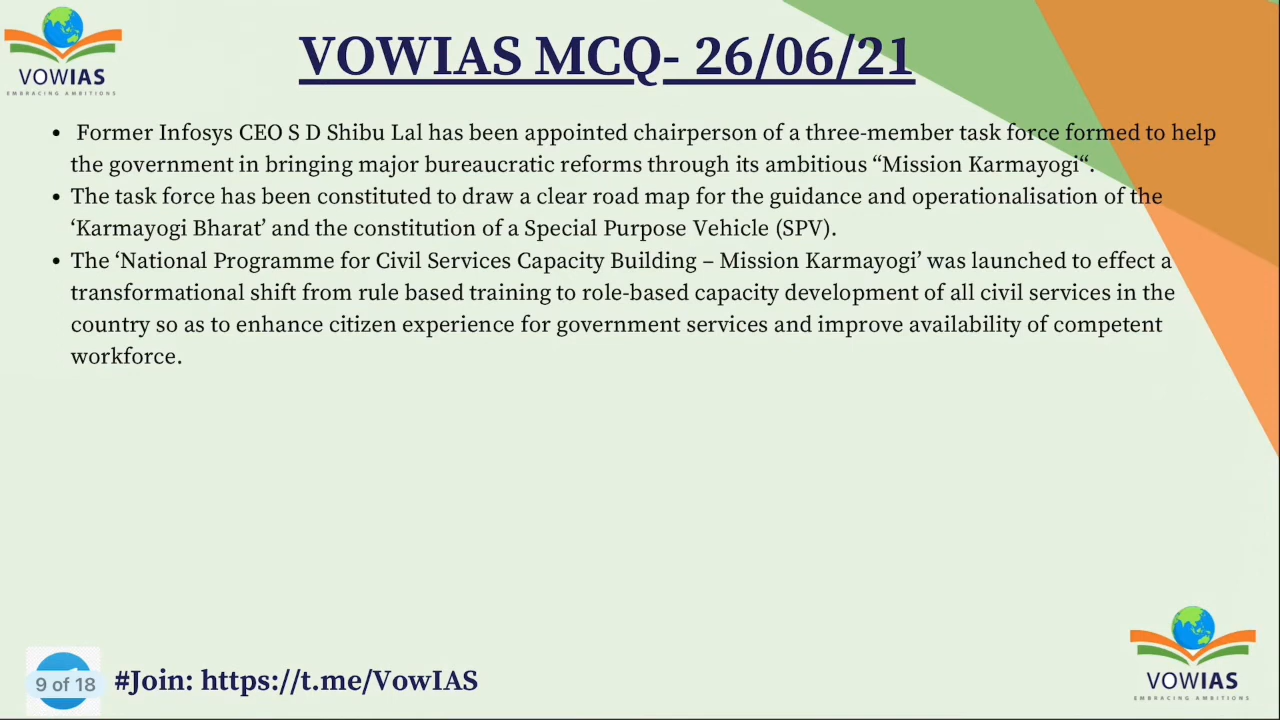 VOWIAS
EMBRACING AMBITIONS
VOWIAS MCQ- 26/06/21
• Former Infosys CEO S D Shibu Lal has been appointed chairperson of a three-member task force formed to help
the government in bringing major bureaucratic reforms through its ambitious “Mission Karmayogi“.
• The task force has been constituted to draw a clear road map for the guidance and operationalisation of the
‘Karmayogi Bharat’ and the constitution of a Special Purpose Vehicle (SPV).
• The ‘National Programme for Civil Services Capacity Building – Mission Karmayogi’ was launched to effect a
transformational shift from rule based training to role-based capacity development of all civil services in the
country so as to enhance citizen experience for government services and improve availability of competent
workforce.
9 of 18
#Join: https://t.me/VowIAS
VOWIAS
EMBRACING AMBITIONS